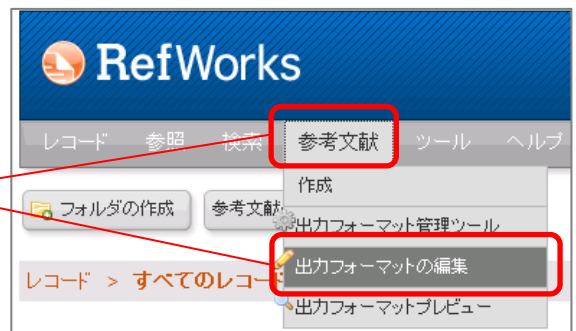 RefWorks
レコード 参照 検索 参考文献 ツール ヘルプ
作成
フォルダの作成 参考文献
出力フォーマット管理ツール
出力フォーマットの編集
レコード > すべてのレコード
出力フォーマットプレビュー